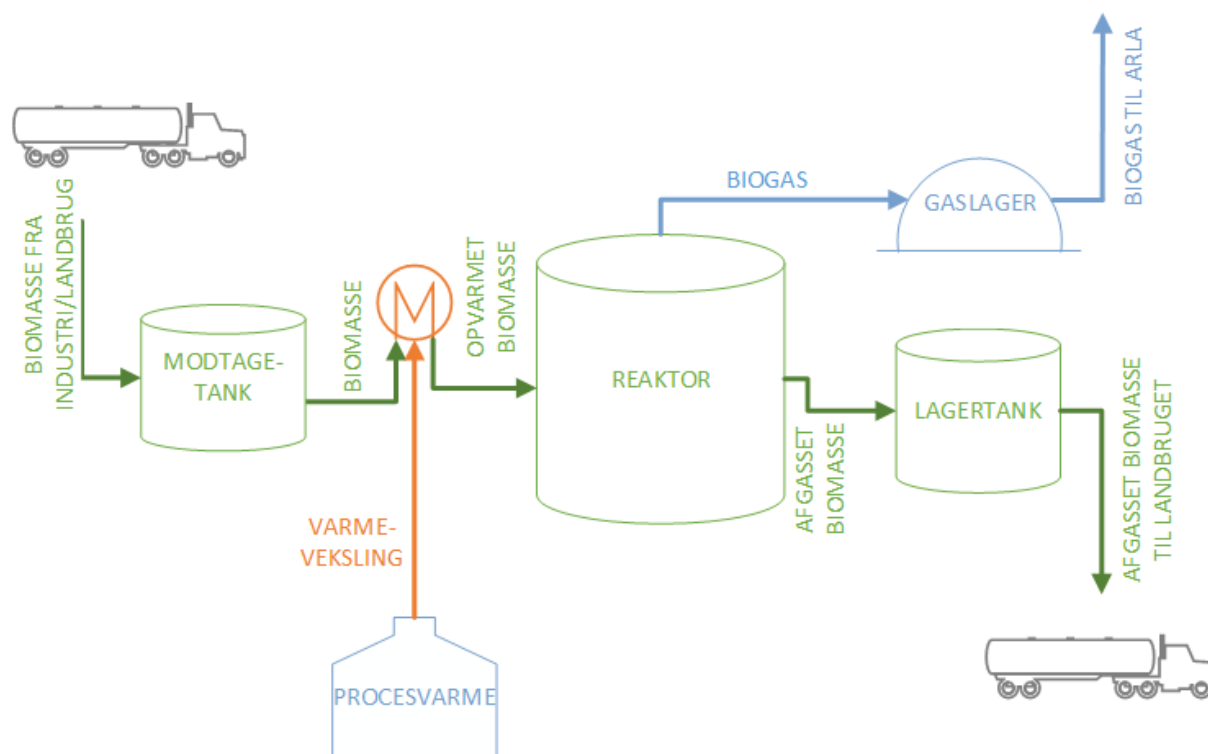 BIOMASSE FRA
INDUSTRI/LANDBRUG
MODTAGE-
TANK
BIOMASSE
OPVARMET
BIOMASSE
VARME-
VEKSLING
PROCESVARME
REAKTOR
BIOGAS
GASLAGER
BIOGAS TIL ARLA
AFGASSET
BIOMASSE
LAGERTANK
AFGASSET BIOMASSE
TIL LANDBRUGET